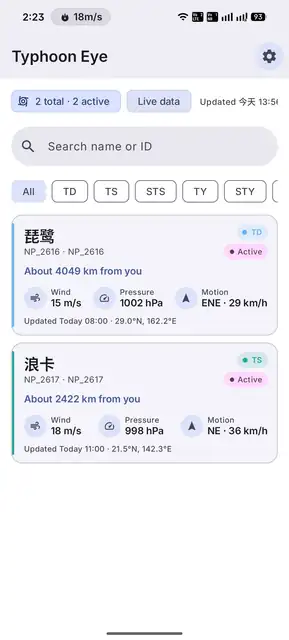 2:23
18m/s
93
Typhoon Eye
2 total · 2 active
Live data
Updated 今天 13:56
Search name or ID
All
TD
TS
STS
TY
STY
琵鹭
TD
NP_2616 · NP_2616
Active
About 4049 km from you
Wind
15 m/s
Pressure
1002 hPa
Motion
ENE · 29 km/h
Updated Today 08:00 · 29.0°N, 162.2°E
浪卡
TS
NP_2617 · NP_2617
Active
About 2422 km from you
Wind
18 m/s
Pressure
998 hPa
Motion
NE · 36 km/h
Updated Today 11:00 · 21.5°N, 142.3°E